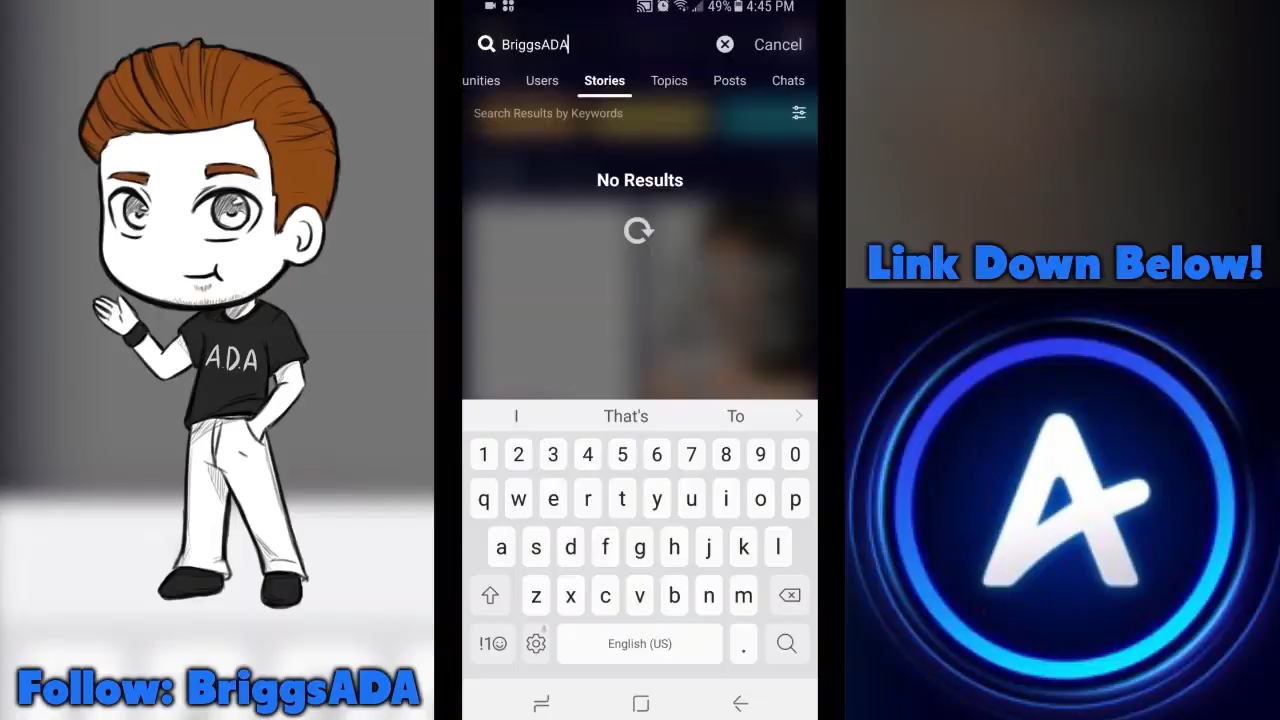 49% 4:45 PM
BriggsADA
Cancel
unities Users Stories Topics Posts Chats
Search Results by Keywords
No Results
I That's To
1 2 3 4 5 6 7 8 9 0
q w e r t y u i o p
a s d f g h j k l
z x c v b n m
!1☺ English (US) .
A.D.A
Follow: BriggsADA
Link Down Below!
A